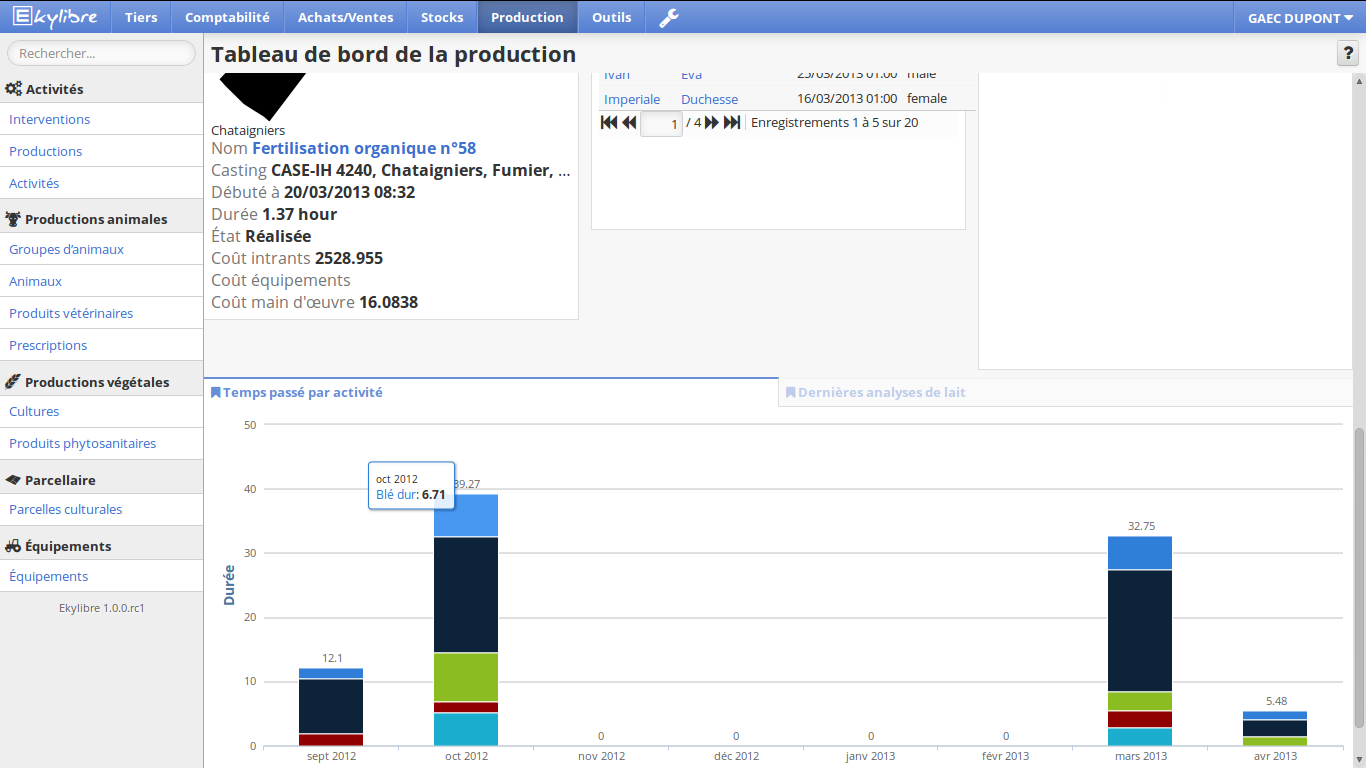 Ekylibre Tiers Comptabilité Achats/Ventes Stocks Production Outils GAEC DUPONT
Rechercher...
Activités
Interventions
Productions
Activités
Productions animales
Groupes d'animaux
Animaux
Produits vétérinaires
Prescriptions
Productions végétales
Cultures
Produits phytosanitaires
Parcellaire
Parcelles culturales
Équipements
Équipements
Ekylibre 1.0.0.rc1
Tableau de bord de la production ?
Chataigniers
Nom Fertilisation organique n°58
Casting CASE-IH 4240, Chataigniers, Fumier, ...
Débuté à 20/03/2013 08:32
Durée 1.37 hour
État Réalisée
Coût intrants 2528.955
Coût équipements
Coût main d'œuvre 16.0838
Ivan Eva 25/03/2013 01:00 male
Imperiale Duchesse 16/03/2013 01:00 female
1 / 4 Enregistrements 1 à 5 sur 20
Temps passé par activité
Dernières analyses de lait
Durée
50
40
30
20
10
0
oct 2012
Blé dur: 6.71
12.1
39.27
0
0
0
0
32.75
5.48
sept 2012 oct 2012 nov 2012 déc 2012 janv 2013 févr 2013 mars 2013 avr 2013